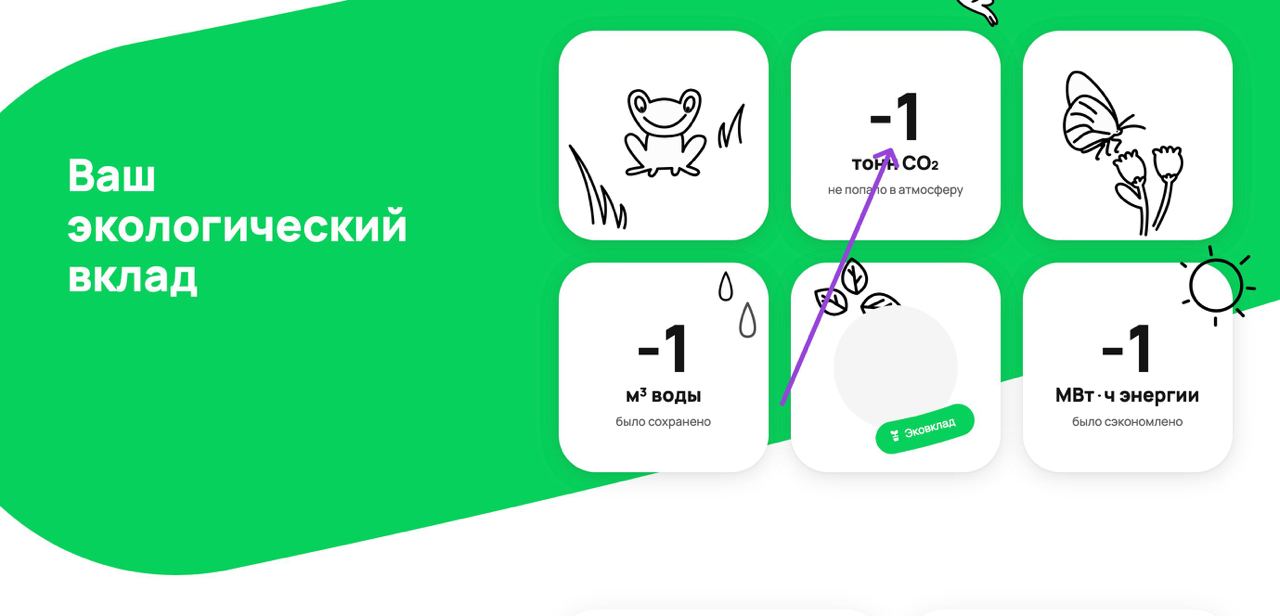 Ваш
экологический
вклад
-1
тонн CO₂
не попало в атмосферу
-1
м³ воды
было сохранено
Эковклад
-1
МВт·ч энергии
было сэкономлено